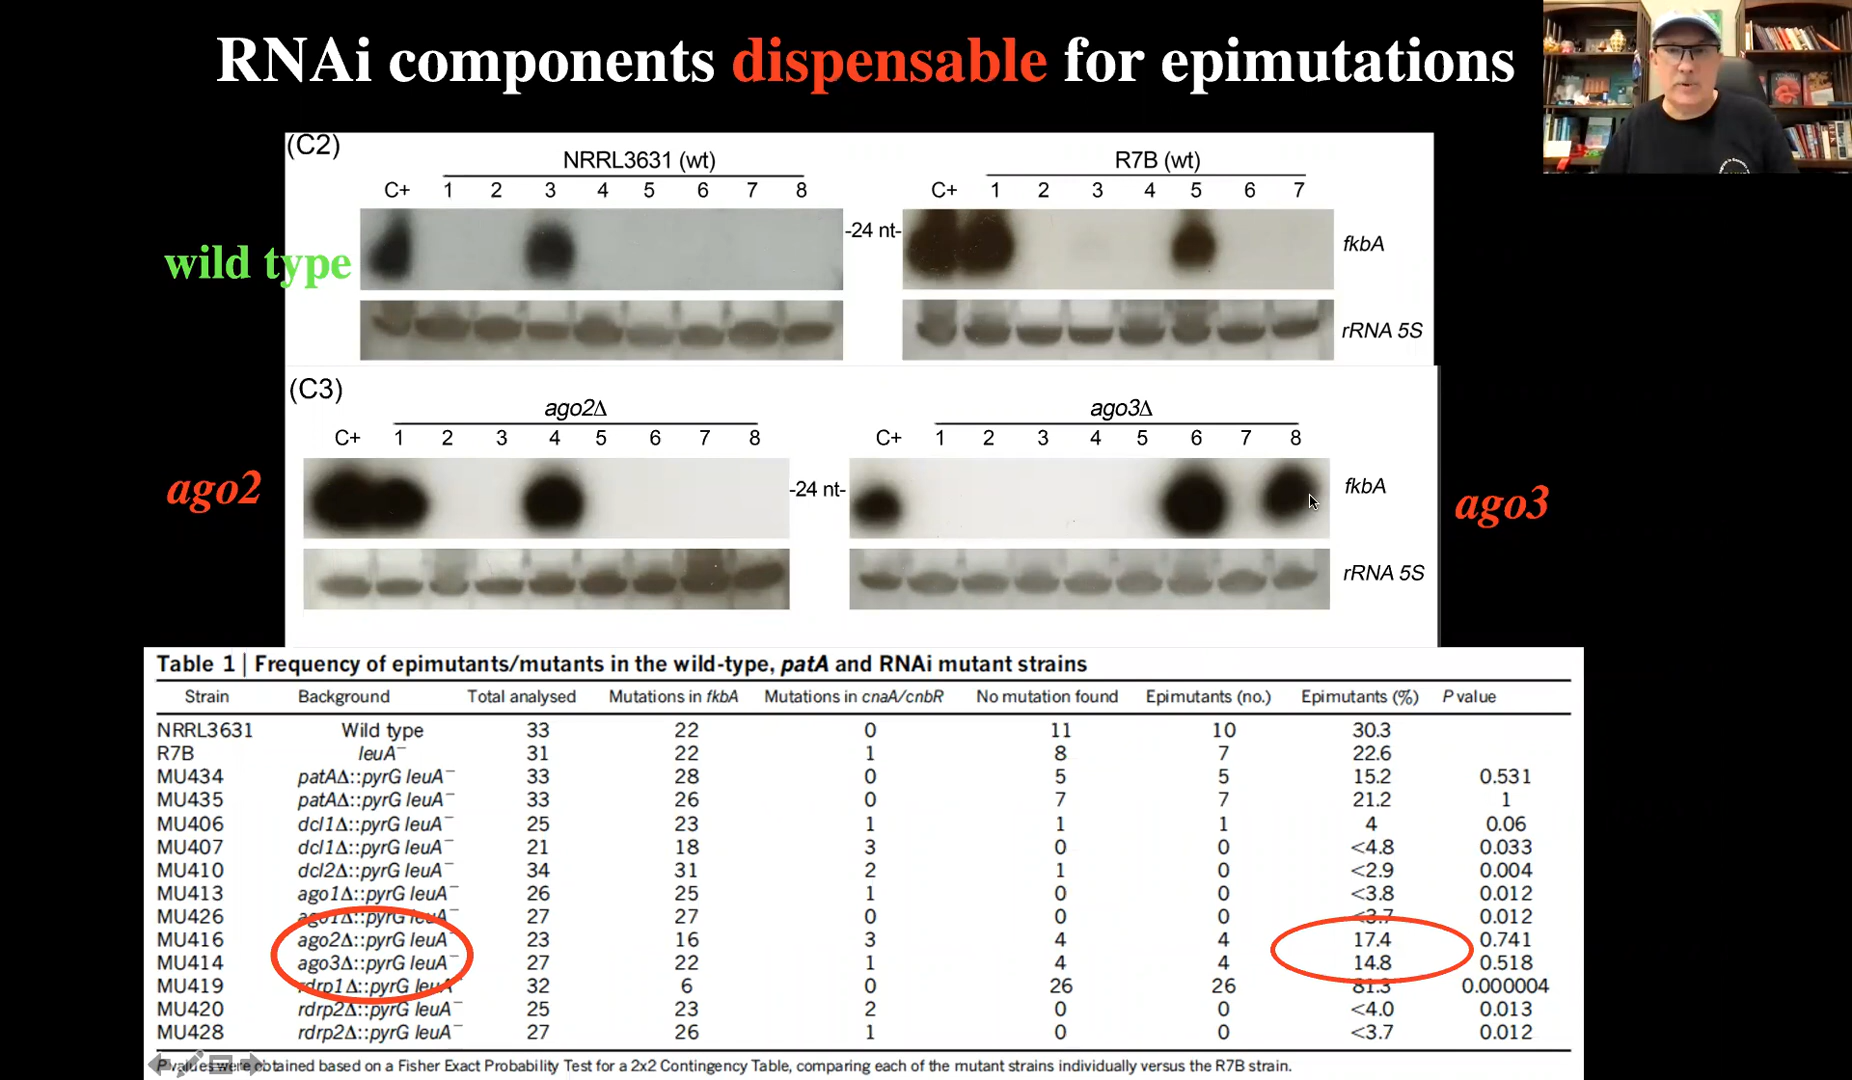 RNAi components dispensable for epimutations
(C2)
NRRL3631 (wt)
R7B (wt)
C+ 1 2 3 4 5 6 7 8
C+ 1 2 3 4 5 6 7
-24 nt-
fkbA
wild type
rRNA 5S
(C3)
ago2Δ
ago3Δ
C+ 1 2 3 4 5 6 7 8
C+ 1 2 3 4 5 6 7 8
ago2
-24 nt-
fkbA
ago3
rRNA 5S
Table 1 | Frequency of epimutants/mutants in the wild-type, patA and RNAi mutant strains
Strain Background Total analysed Mutations in fkbA Mutations in cnaA/cnbR No mutation found Epimutants (no.) Epimutants (%) P value
NRRL3631 Wild type 33 22 0 11 10 30.3
R7B leuA⁻ 31 22 1 8 7 22.6
MU434 patAΔ::pyrG leuA⁻ 33 28 0 5 5 15.2 0.531
MU435 patAΔ::pyrG leuA⁻ 33 26 0 7 7 21.2 1
MU406 dcl1Δ::pyrG leuA⁻ 25 23 1 1 1 4 0.06
MU407 dcl1Δ::pyrG leuA⁻ 21 18 3 0 0 <4.8 0.033
MU410 dcl2Δ::pyrG leuA⁻ 34 31 2 1 0 <2.9 0.004
MU413 ago1Δ::pyrG leuA⁻ 26 25 1 0 0 <3.8 0.012
MU426 ago1Δ::pyrG leuA⁻ 27 27 0 0 0 <3.7 0.012
MU416 ago2Δ::pyrG leuA⁻ 23 16 3 4 4 17.4 0.741
MU414 ago3Δ::pyrG leuA⁻ 27 22 1 4 4 14.8 0.518
MU419 rdrp1Δ::pyrG leuA⁻ 32 6 0 26 26 81.3 0.000004
MU420 rdrp2Δ::pyrG leuA⁻ 25 23 2 0 0 <4.0 0.013
MU428 rdrp2Δ::pyrG leuA⁻ 27 26 1 0 0 <3.7 0.012
P values were obtained based on a Fisher Exact Probability Test for a 2x2 Contingency Table, comparing each of the mutant strains individually versus the R7B strain.